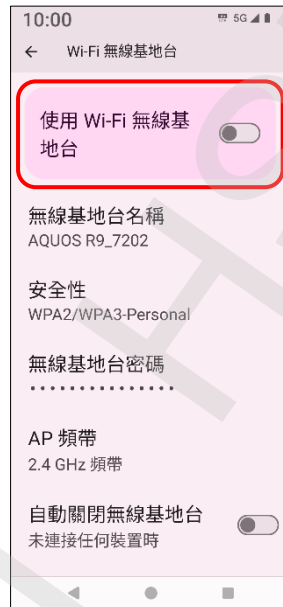 10:00 5G
Wi-Fi 無線基地台
使用 Wi-Fi 無線基
地台
無線基地台名稱
AQUOS R9_7202
安全性
WPA2/WPA3-Personal
無線基地台密碼
•••••••••••••••
AP 頻帶
2.4 GHz 頻帶
自動關閉無線基地台
未連接任何裝置時